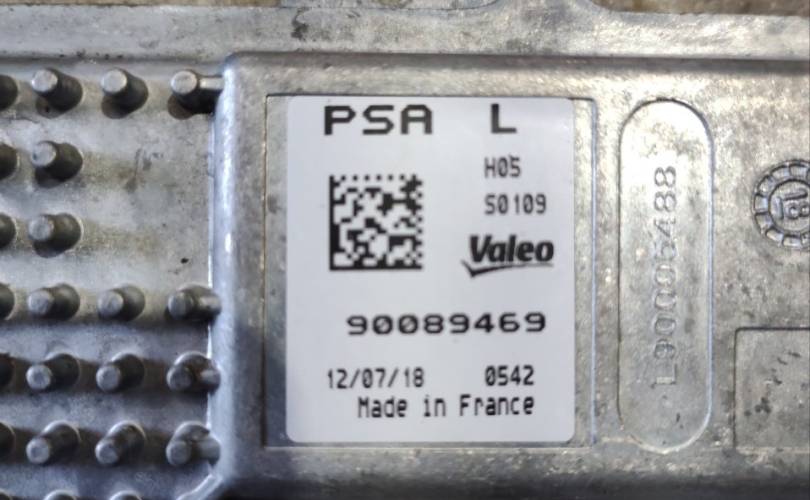 PSA L
H05
S0109
Valeo
90089469
12/07/18 0542
Made in France
L90005488